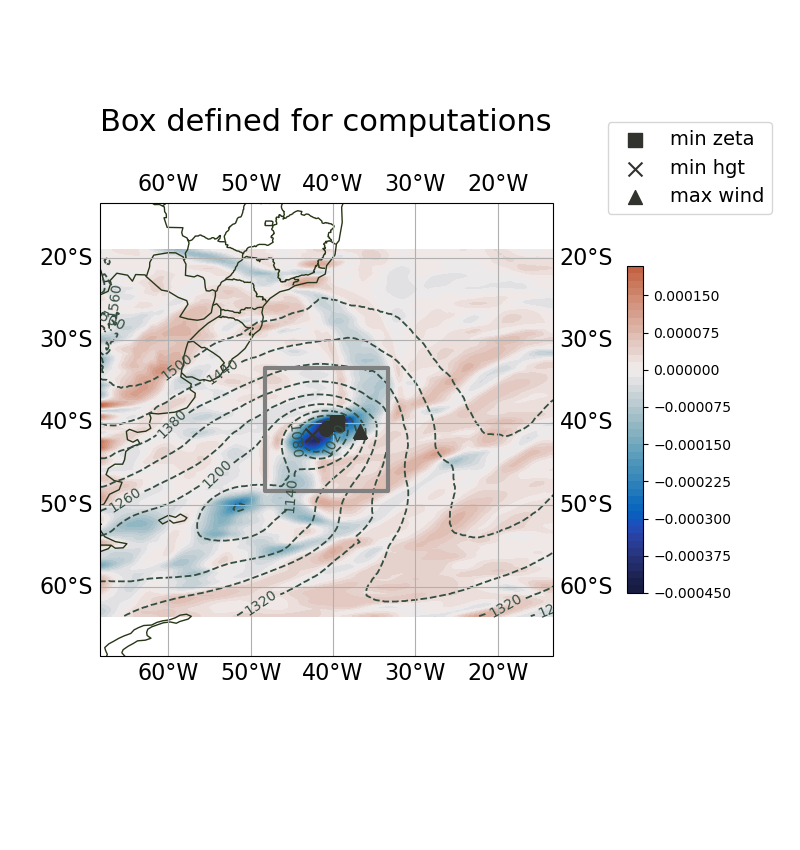 Box defined for computations
min zeta
min hgt
max wind
60°W 50°W 40°W 30°W 20°W
20°S 20°S
30°S 30°S
40°S 40°S
50°S 50°S
60°S 60°S
60°W 50°W 40°W 30°W 20°W
0.000150
0.000075
0.000000
−0.000075
−0.000150
−0.000225
−0.000300
−0.000375
−0.000450
1560
1500
1440
1380
1200
1260
1140
1320
1320